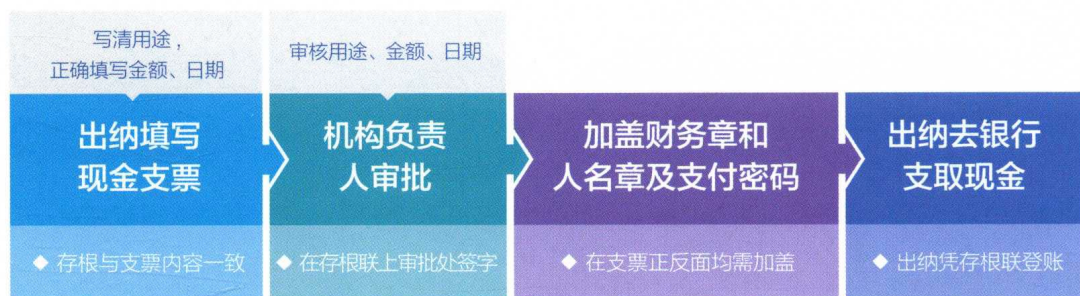 写清用途，
正确填写金额、日期
审核用途、金额、日期
出纳填写
现金支票
机构负责
人审批
加盖财务章和
人名章及支付密码
出纳去银行
支取现金
◆ 存根与支票内容一致
◆ 在存根联上审批处签字
◆ 在支票正反面均需加盖
◆ 出纳凭存根联登账